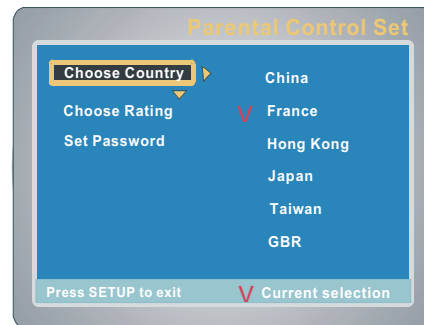 Parental Control Set
Choose Country
Choose Rating
Set Password
China
V France
Hong Kong
Japan
Taiwan
GBR
Press SETUP to exit
V Current selection